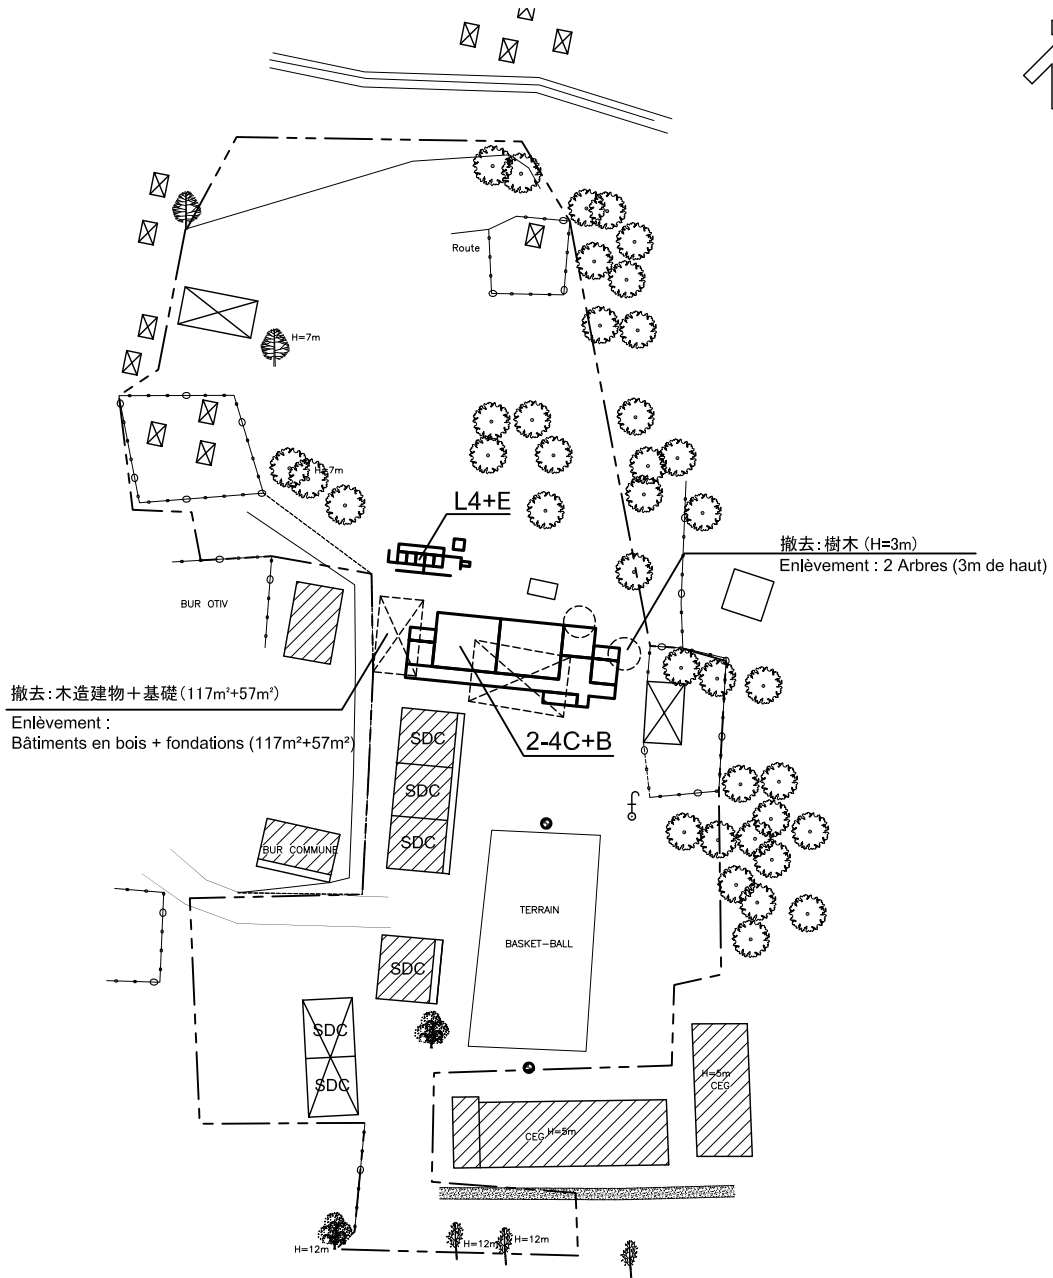 Route
H=7m
H=7m
L4+E
撤去:樹木 (H=3m)
Enlèvement : 2 Arbres (3m de haut)
BUR OTIV
撤去:木造建物＋基礎(117m²+57m²)
Enlèvement :
Bâtiments en bois + fondations (117m²+57m²)
2-4C+B
SDC
SDC
SDC
BUR COMMUNE
TERRAIN
BASKET-BALL
SDC
SDC
SDC
H=5m
CEG
CEG
H=5m
H=12m
H=12m
H=12m